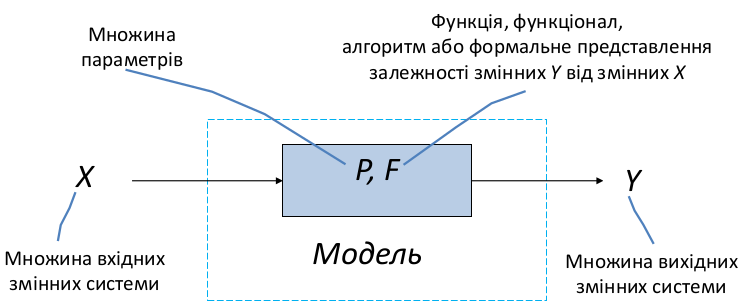 Множина
параметрів
Функція, функціонал,
алгоритм або формальне представлення
залежності змінних Y від змінних X
X
P, F
Y
Модель
Множина вхідних
змінних системи
Множина вихідних
змінних системи